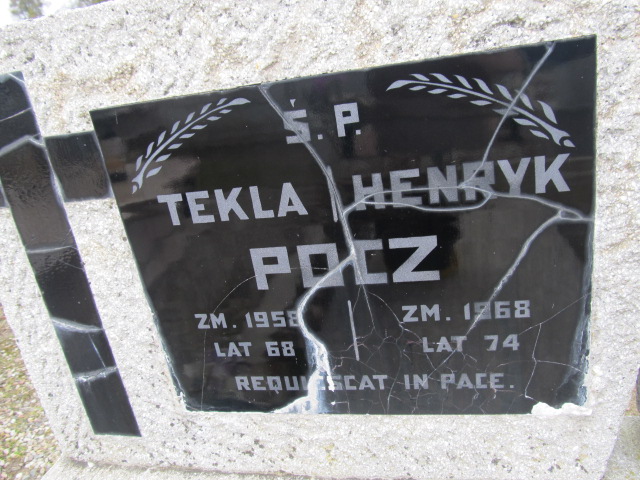 Ś. P.
TEKLA HENRYK
POCZ
ZM. 1958 ZM. 1968
LAT 68 LAT 74
REQUIESCAT IN PACE.